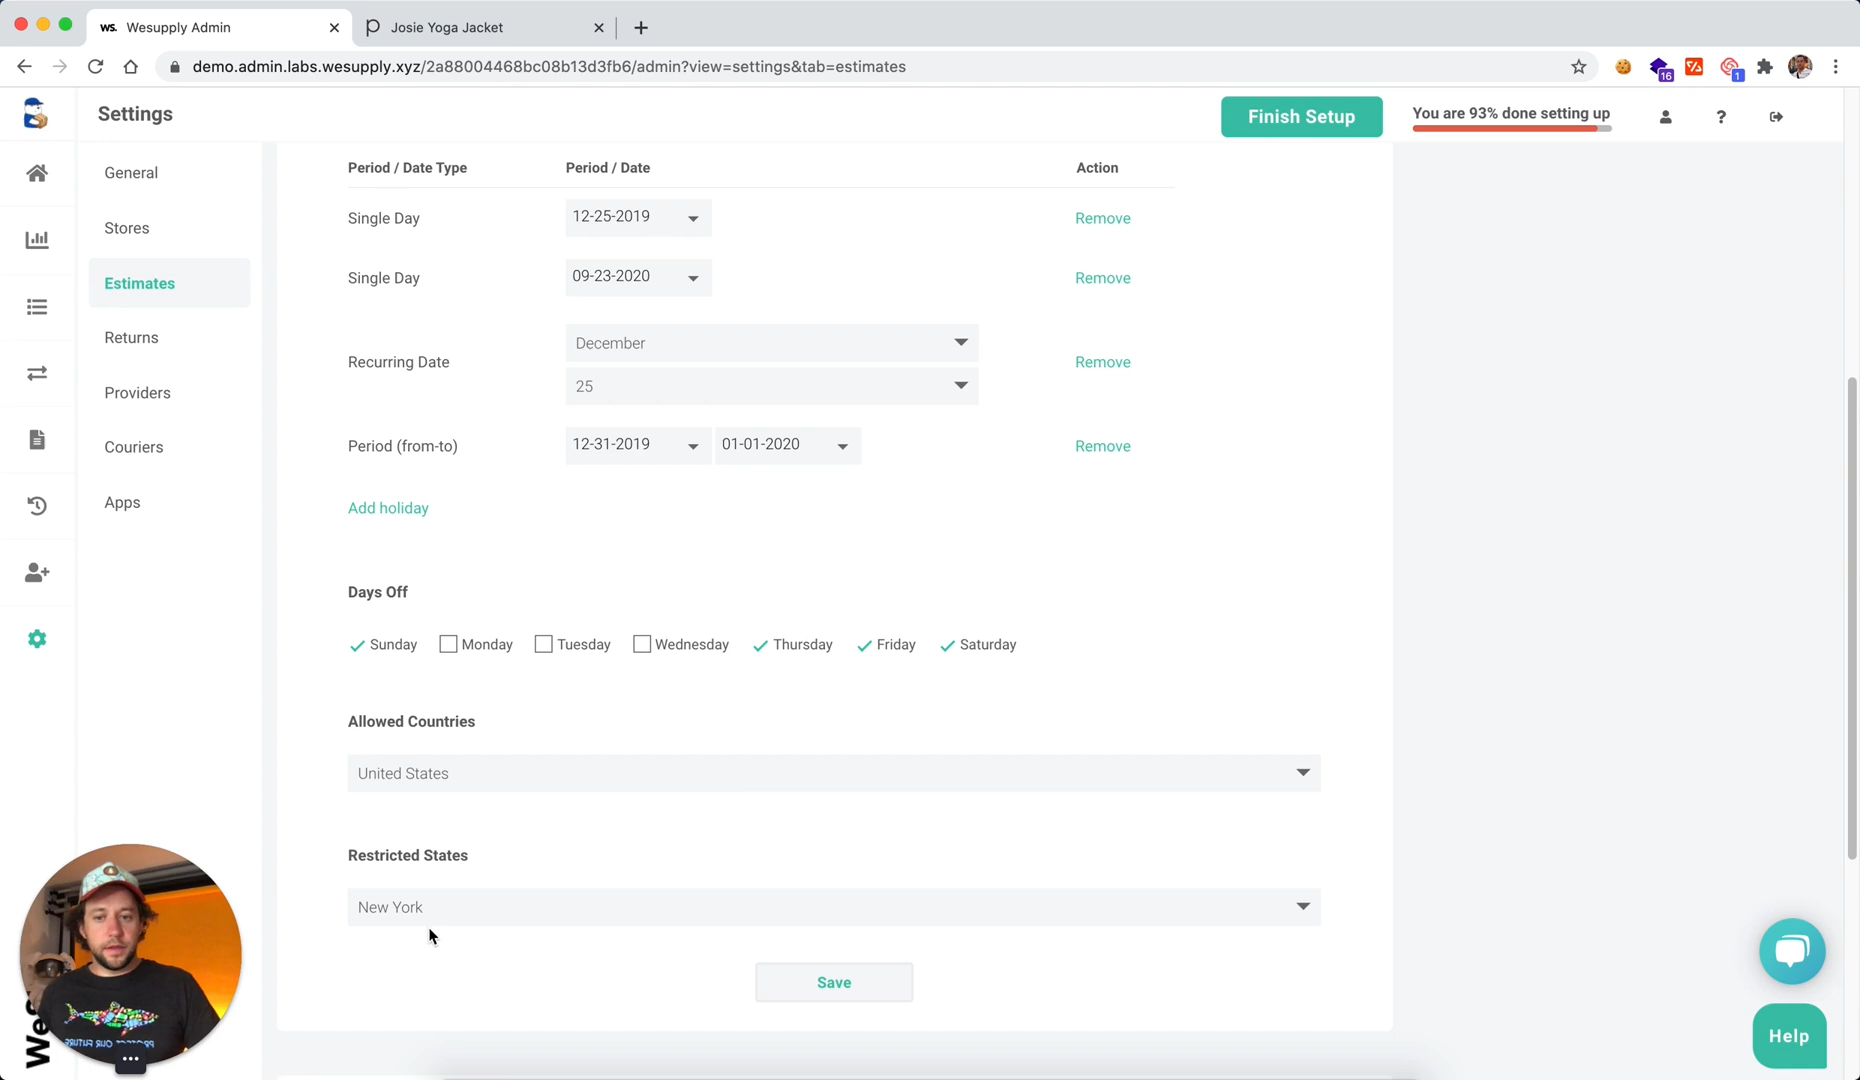 ws. Wesupply Admin
Josie Yoga Jacket
demo.admin.labs.wesupply.xyz/2a88004468bc08b13d3fb6/admin?view=settings&tab=estimates
16
1
Settings
Finish Setup
You are 93% done setting up
?
General
Stores
Estimates
Returns
Providers
Couriers
Apps
Period / Date Type Period / Date Action
Single Day 12-25-2019 Remove
Single Day 09-23-2020 Remove
Recurring Date December Remove
25
Period (from-to) 12-31-2019 01-01-2020 Remove
Add holiday
Days Off
Sunday Monday Tuesday Wednesday Thursday Friday Saturday
Allowed Countries
United States
Restricted States
New York
Save
Help